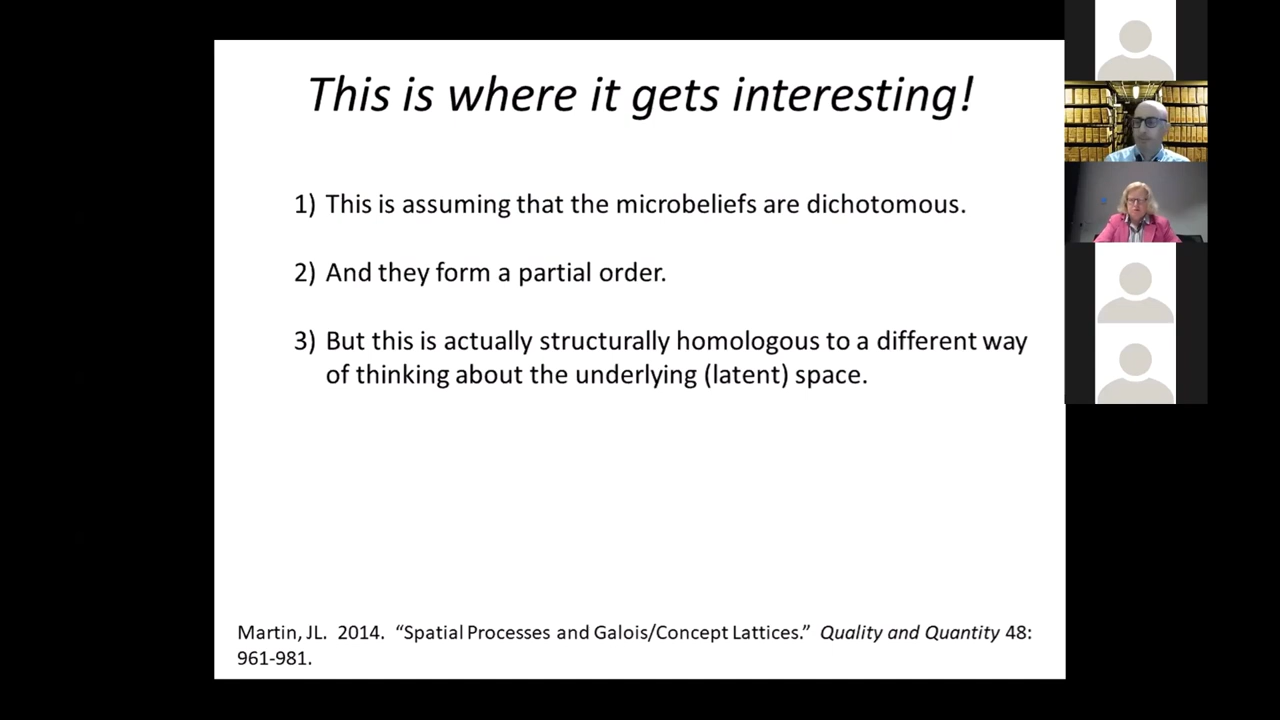 This is where it gets interesting!
1) This is assuming that the microbeliefs are dichotomous.
2) And they form a partial order.
3) But this is actually structurally homologous to a different way
of thinking about the underlying (latent) space.
Martin, JL. 2014. “Spatial Processes and Galois/Concept Lattices.” Quality and Quantity 48:
961-981.